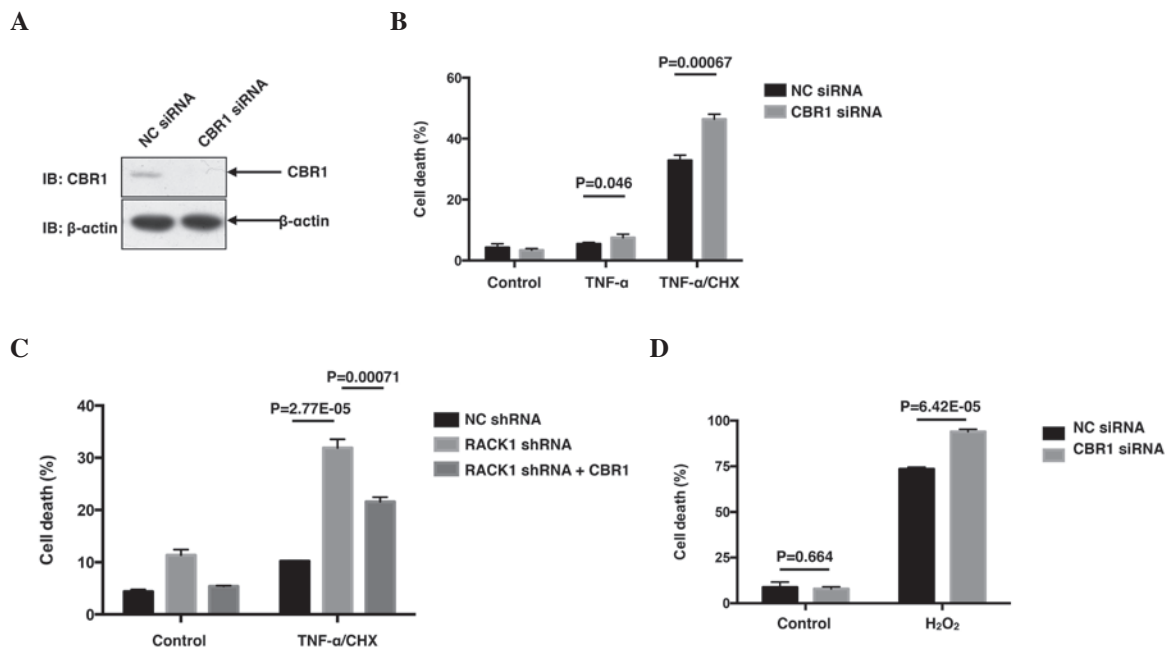 A
NC siRNA
CBR1 siRNA
IB: CBR1
CBR1
IB: β-actin
β-actin
B
P=0.00067
P=0.046
Cell death (%)
60
40
20
0
Control
TNF-α
TNF-α/CHX
NC siRNA
CBR1 siRNA
C
P=0.00071
P=2.77E-05
Cell death (%)
40
30
20
10
0
Control
TNF-α/CHX
NC shRNA
RACK1 shRNA
RACK1 shRNA + CBR1
D
P=6.42E-05
P=0.664
Cell death (%)
100
75
50
25
0
Control
H₂O₂
NC siRNA
CBR1 siRNA